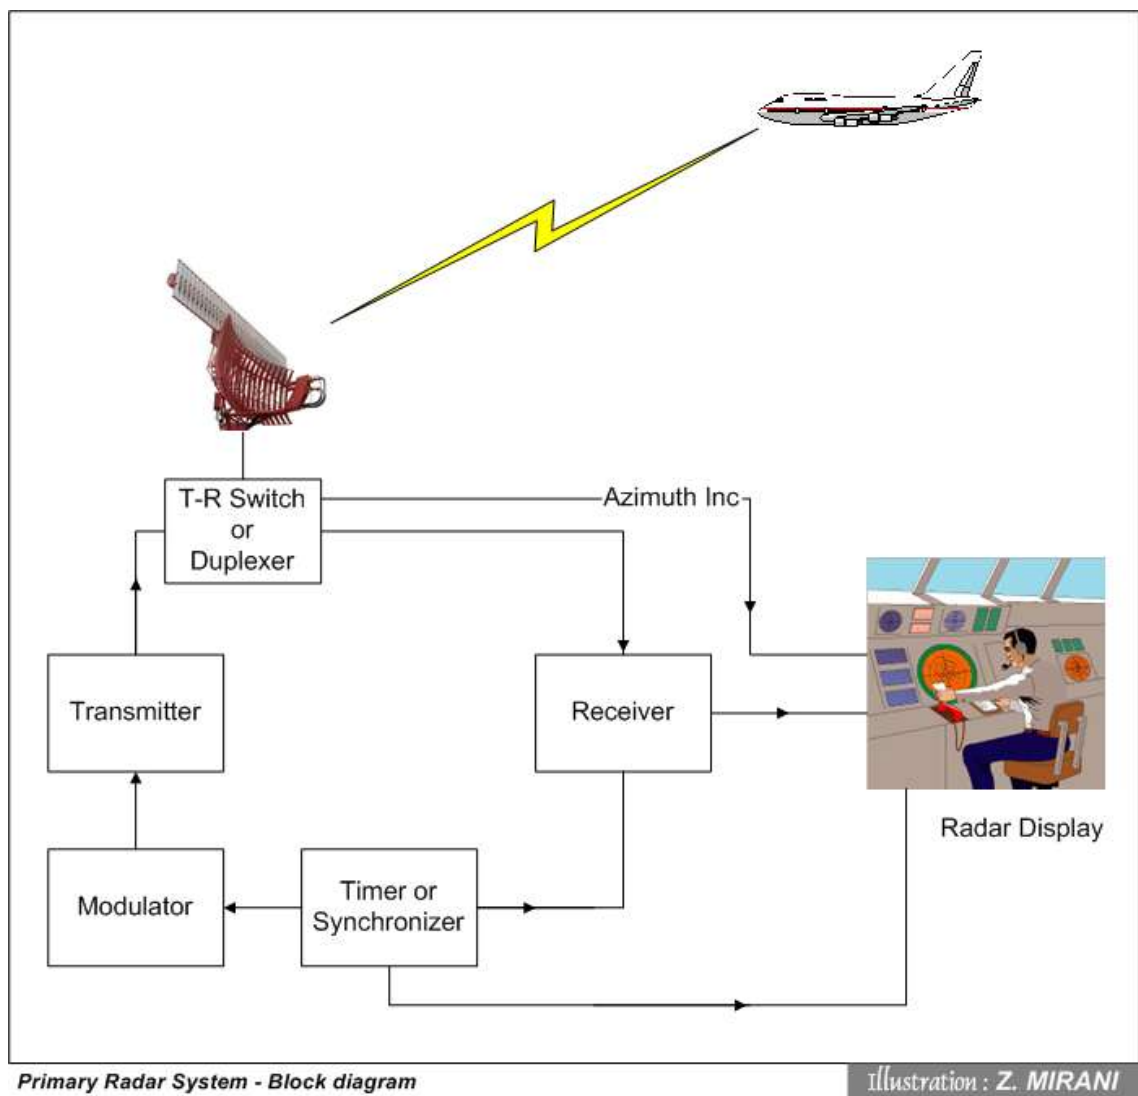 T-R Switch
or
Duplexer
Azimuth Inc
Transmitter
Receiver
Radar Display
Modulator
Timer or
Synchronizer
Primary Radar System - Block diagram
Illustration : Z. MIRANI